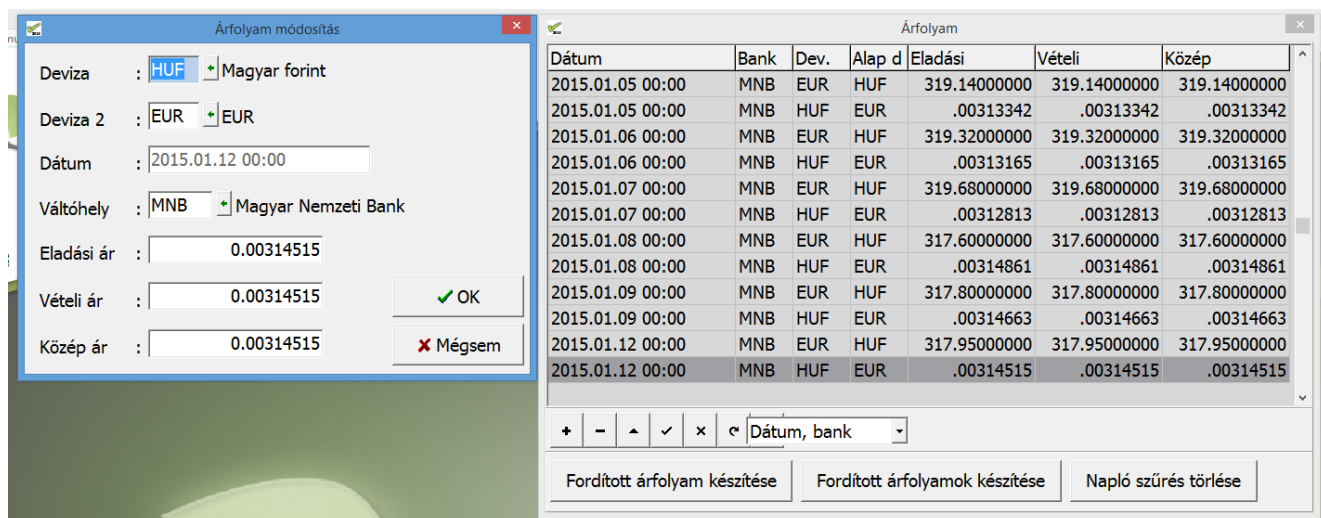 Árfolyam módosítás
Deviza : HUF Magyar forint
Deviza 2 : EUR EUR
Dátum : 2015.01.12 00:00
Váltóhely : MNB Magyar Nemzeti Bank
Eladási ár : 0.00314515
Vételi ár : 0.00314515
OK
Közép ár : 0.00314515
Mégsem
Árfolyam
Dátum Bank Dev. Alap d Eladási Vételi Közép
2015.01.05 00:00 MNB EUR HUF 319.14000000 319.14000000 319.14000000
2015.01.05 00:00 MNB HUF EUR .00313342 .00313342 .00313342
2015.01.06 00:00 MNB EUR HUF 319.32000000 319.32000000 319.32000000
2015.01.06 00:00 MNB HUF EUR .00313165 .00313165 .00313165
2015.01.07 00:00 MNB EUR HUF 319.68000000 319.68000000 319.68000000
2015.01.07 00:00 MNB HUF EUR .00312813 .00312813 .00312813
2015.01.08 00:00 MNB EUR HUF 317.60000000 317.60000000 317.60000000
2015.01.08 00:00 MNB HUF EUR .00314861 .00314861 .00314861
2015.01.09 00:00 MNB EUR HUF 317.80000000 317.80000000 317.80000000
2015.01.09 00:00 MNB HUF EUR .00314663 .00314663 .00314663
2015.01.12 00:00 MNB EUR HUF 317.95000000 317.95000000 317.95000000
2015.01.12 00:00 MNB HUF EUR .00314515 .00314515 .00314515
Dátum, bank
Fordított árfolyam készítése Fordított árfolyamok készítése Napló szűrés törlése